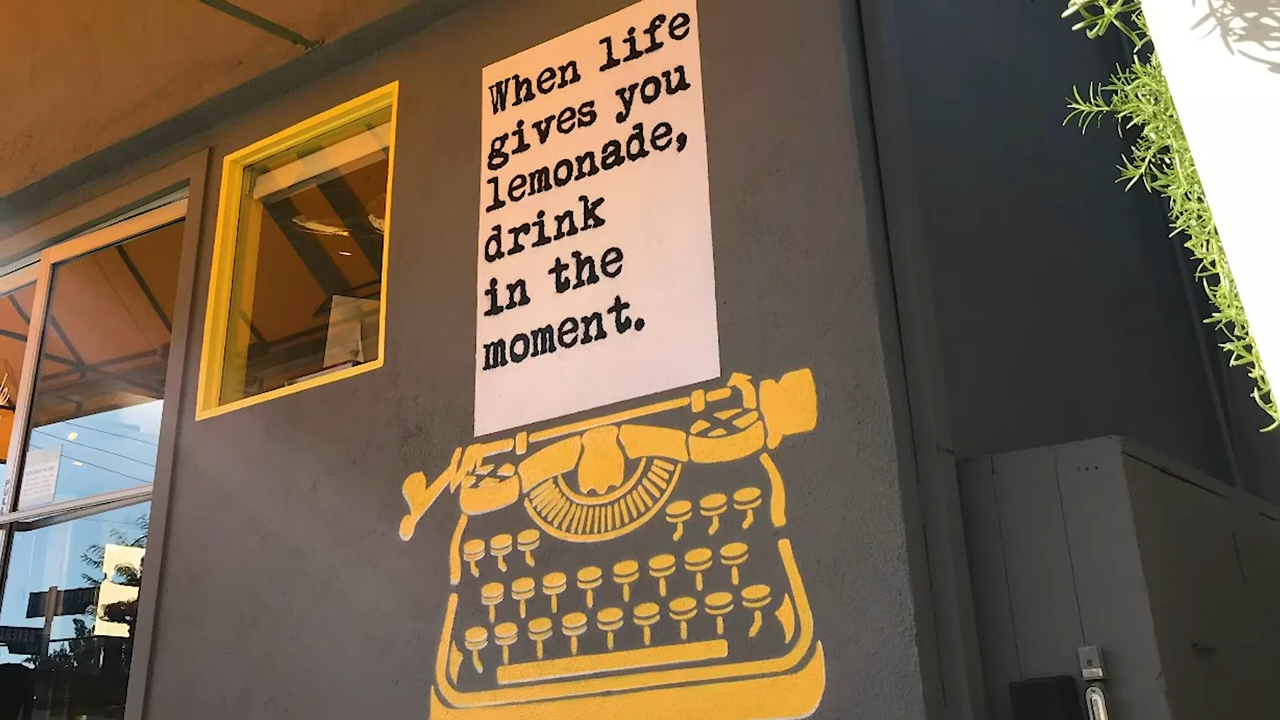 When life
gives you
lemonade,
drink
in the
moment.